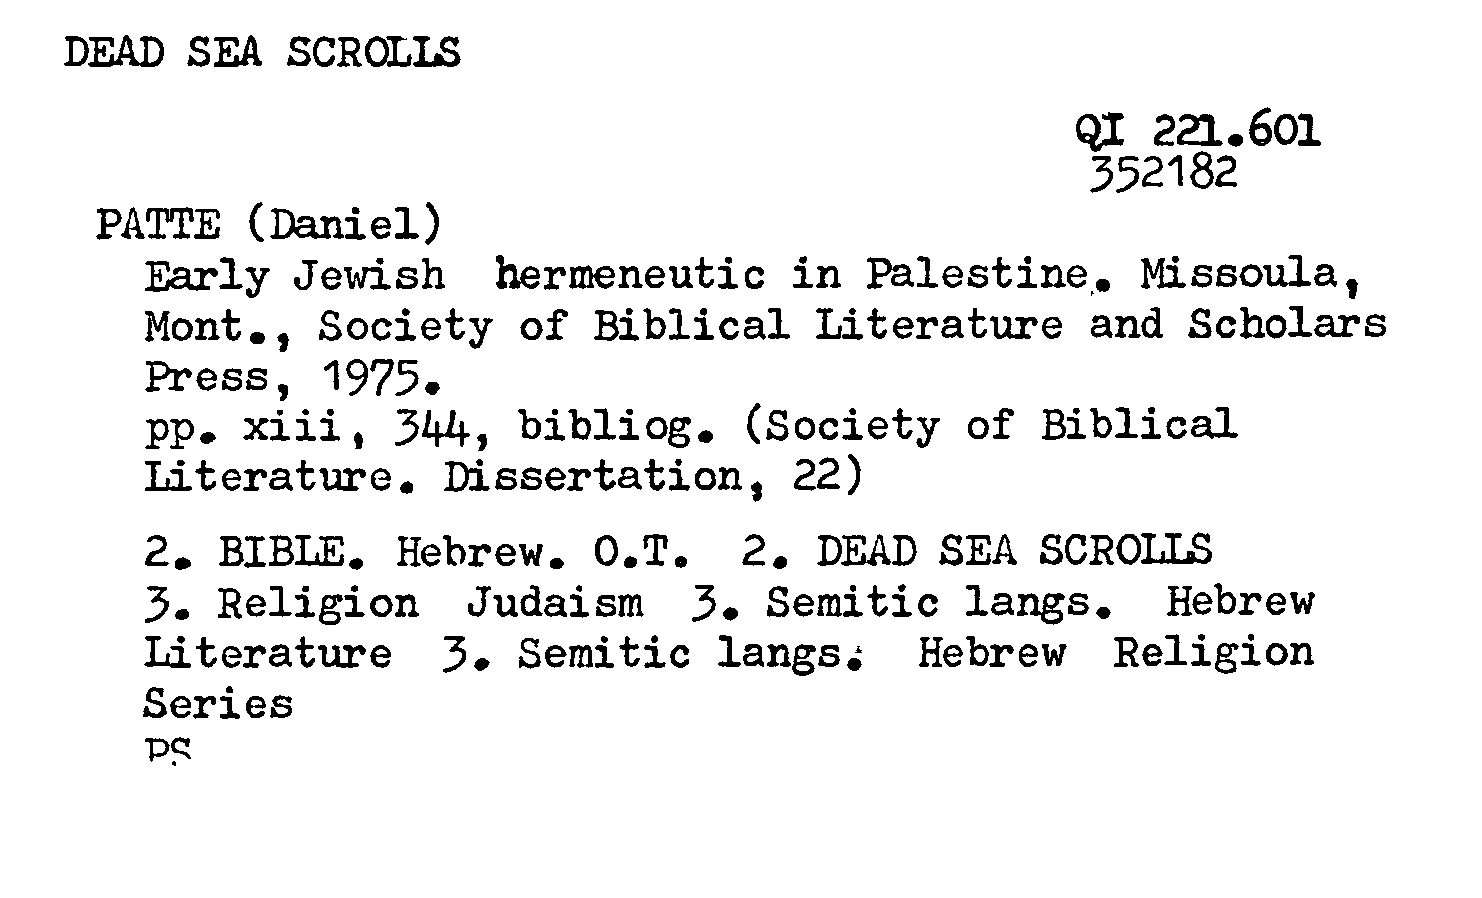 DEAD SEA SCROLLS
QI 221.601
352182
PATTE (Daniel)
Early Jewish hermeneutic in Palestine. Missoula,
Mont., Society of Biblical Literature and Scholars
Press, 1975.
pp. xiii, 344, bibliog. (Society of Biblical
Literature. Dissertation, 22)
2. BIBLE. Hebrew. O.T. 2. DEAD SEA SCROLLS
3. Religion Judaism 3. Semitic langs. Hebrew
Literature 3. Semitic langs. Hebrew Religion
Series
PS